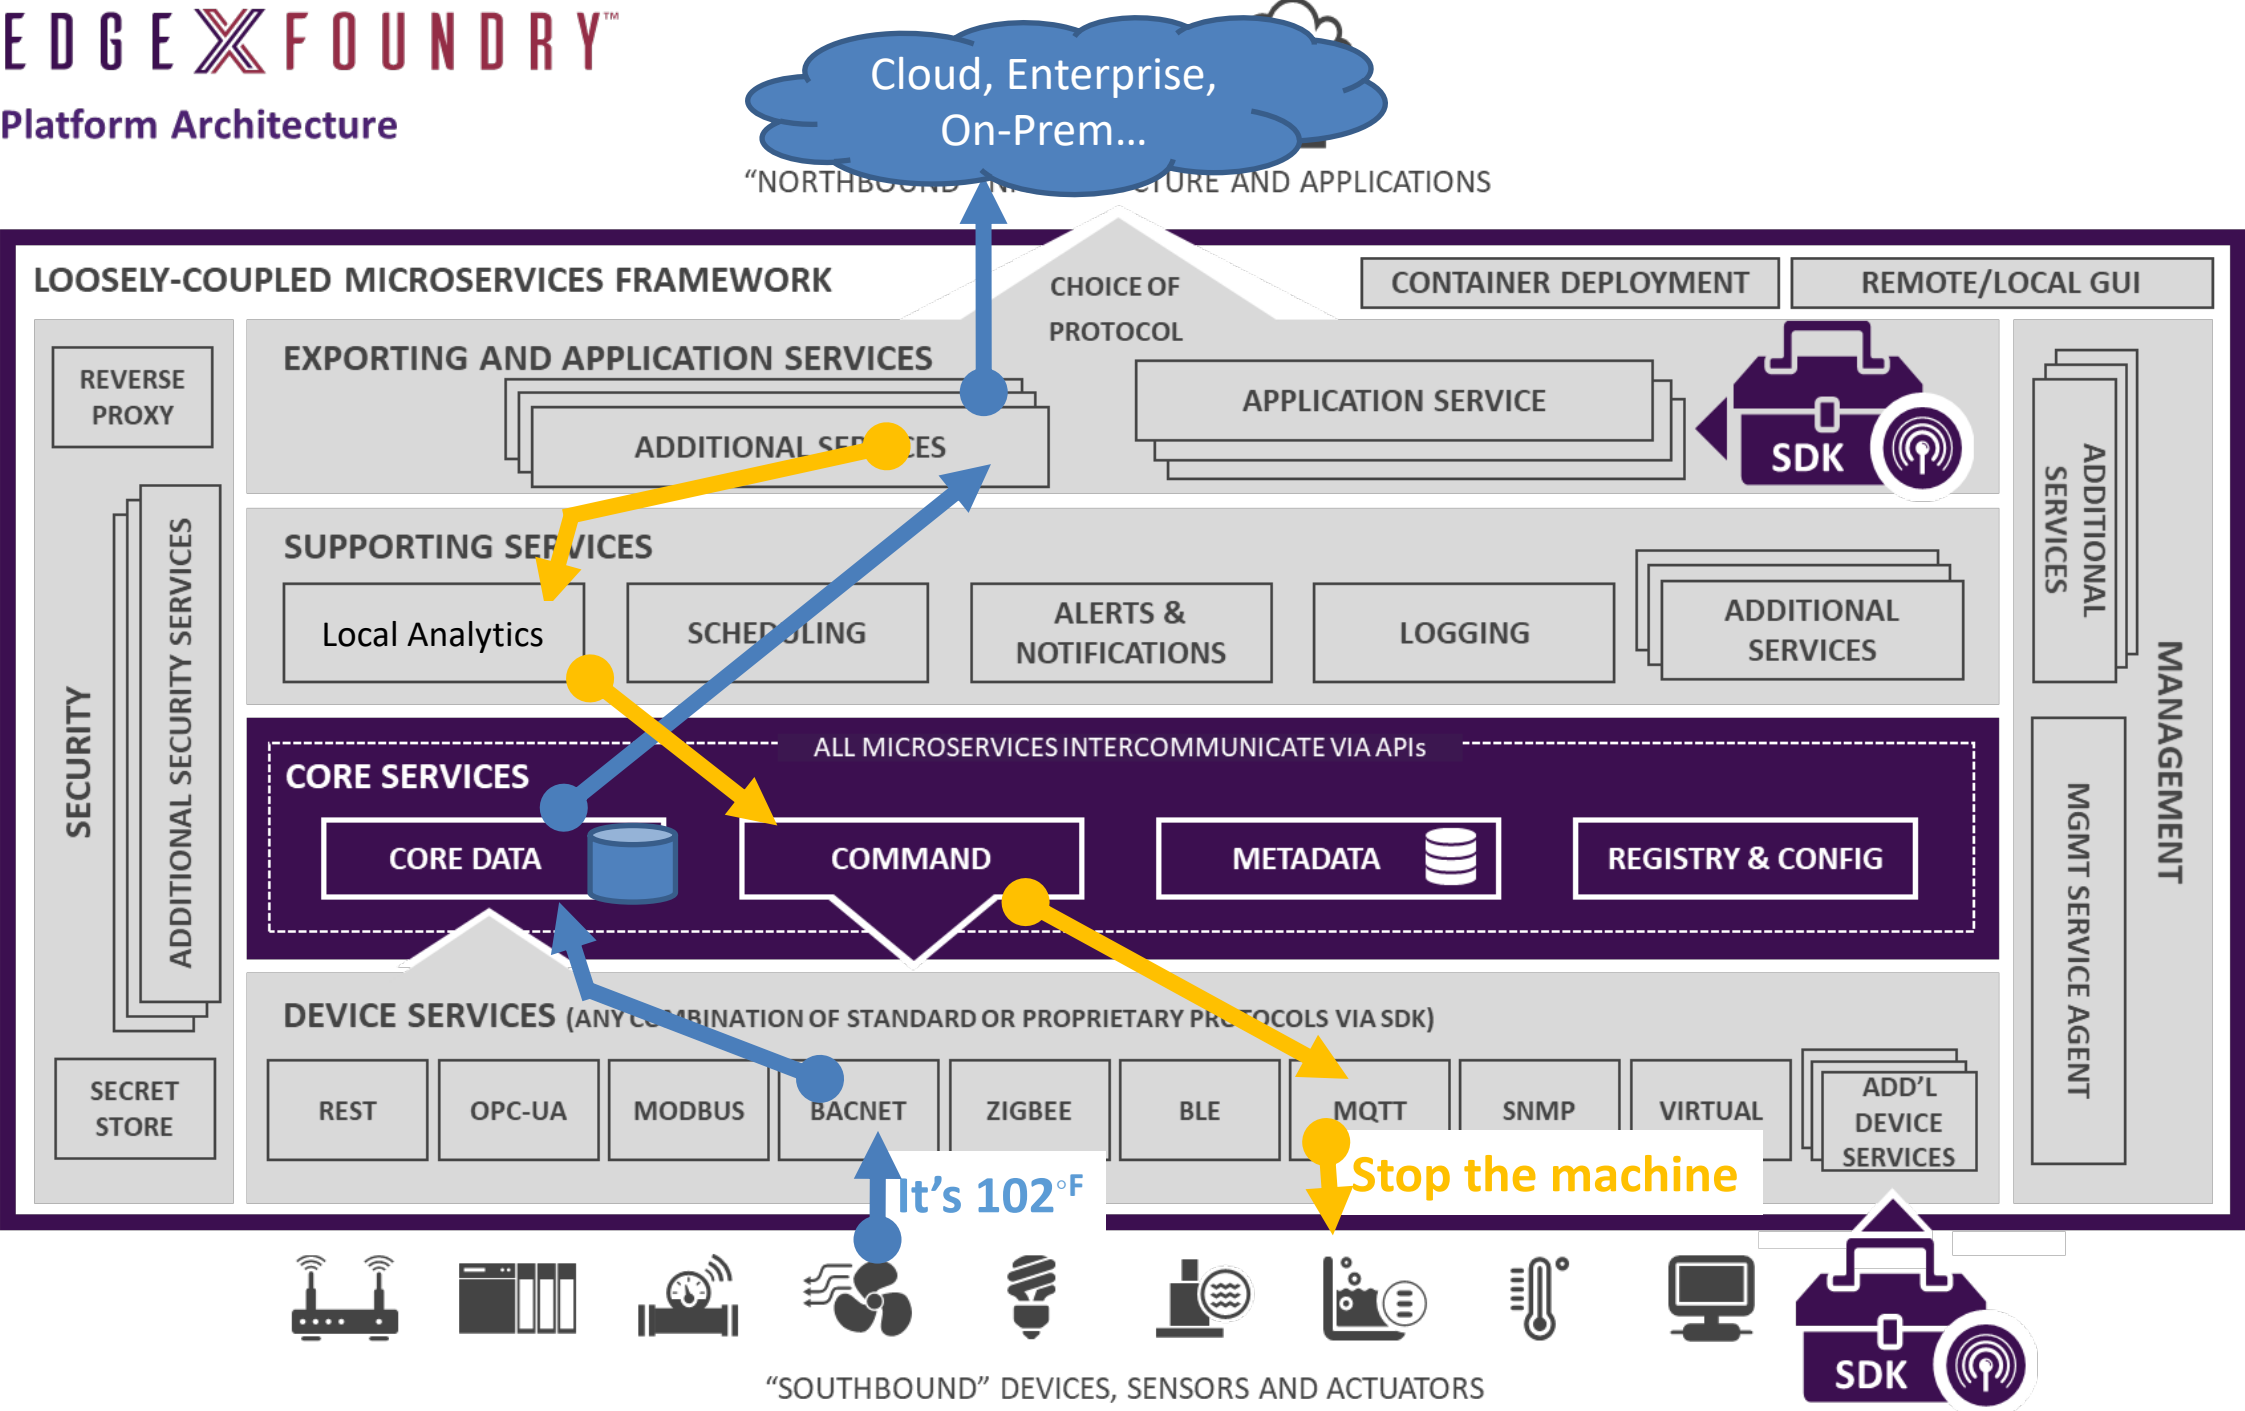 EDGE X FOUNDRY™
Platform Architecture
Cloud, Enterprise,
On-Prem...
“NORTHBOUND” CTURE AND APPLICATIONS
LOOSELY-COUPLED MICROSERVICES FRAMEWORK
CONTAINER DEPLOYMENT
REMOTE/LOCAL GUI
CHOICE OF
PROTOCOL
EXPORTING AND APPLICATION SERVICES
ADDITIONAL SERVICES
APPLICATION SERVICE
SDK
REVERSE
PROXY
SECURITY
ADDITIONAL SECURITY SERVICES
SECRET
STORE
SUPPORTING SERVICES
Local Analytics
SCHEDULING
ALERTS &
NOTIFICATIONS
LOGGING
ADDITIONAL
SERVICES
ALL MICROSERVICES INTERCOMMUNICATE VIA APIs
CORE SERVICES
CORE DATA
COMMAND
METADATA
REGISTRY & CONFIG
DEVICE SERVICES (ANY COMBINATION OF STANDARD OR PROPRIETARY PROTOCOLS VIA SDK)
REST
OPC-UA
MODBUS
BACNET
ZIGBEE
BLE
MQTT
SNMP
VIRTUAL
ADD’L
DEVICE
SERVICES
It’s 102°F
Stop the machine
ADDITIONAL
SERVICES
MANAGEMENT
MGMT SERVICE AGENT
SDK
“SOUTHBOUND” DEVICES, SENSORS AND ACTUATORS